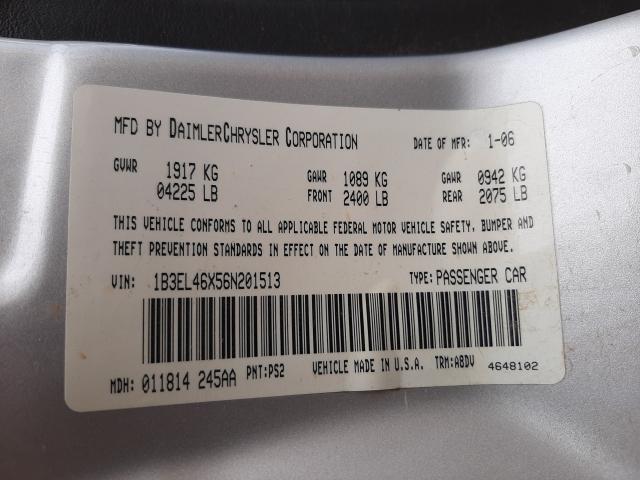 MFD BY DAIMLERCHRYSLER CORPORATION DATE OF MFR: 1-06
GVWR 1917 KG GAWR 1089 KG GAWR 0942 KG
04225 LB FRONT 2400 LB REAR 2075 LB
THIS VEHICLE CONFORMS TO ALL APPLICABLE FEDERAL MOTOR VEHICLE SAFETY, BUMPER AND
THEFT PREVENTION STANDARDS IN EFFECT ON THE DATE OF MANUFACTURE SHOWN ABOVE.
VIN: 1B3EL46X56N201513 TYPE: PASSENGER CAR
MDH: 011814 245AA PNT:PS2 VEHICLE MADE IN U.S.A. TRM:A8DV 4648102